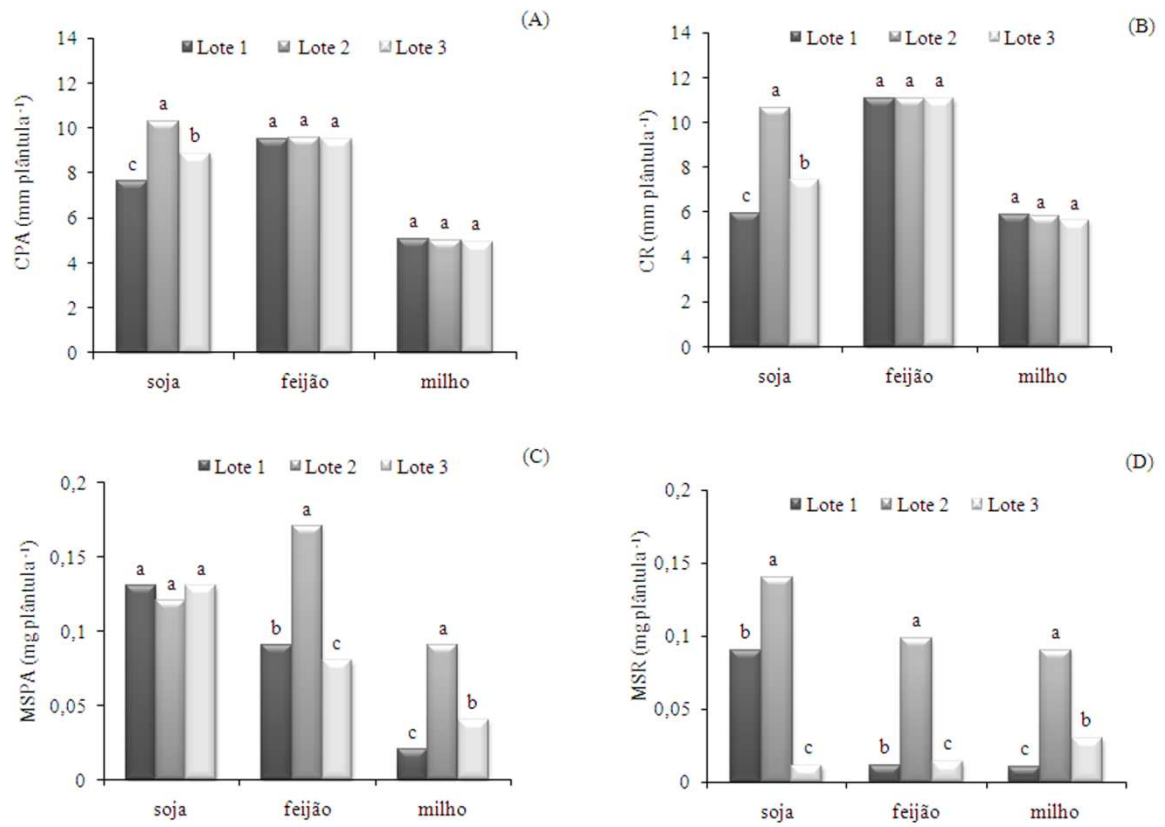 (A)
Lote 1 Lote 2 Lote 3
CPA (mm plântula⁻¹)
14
12
10
8
6
4
2
0
c a b
a a a
a a a
soja feijão milho
(B)
Lote 1 Lote 2 Lote 3
CR (mm plântula⁻¹)
14
12
10
8
6
4
2
0
c a b
a a a
a a a
soja feijão milho
(C)
Lote 1 Lote 2 Lote 3
MSPA (mg plântula⁻¹)
0,2
0,15
0,1
0,05
0
a a a
b a c
c a b
soja feijão milho
(D)
Lote 1 Lote 2 Lote 3
MSR (mg plântula⁻¹)
0,2
0,15
0,1
0,05
0
b a c
b a c
c a b
soja feijão milho